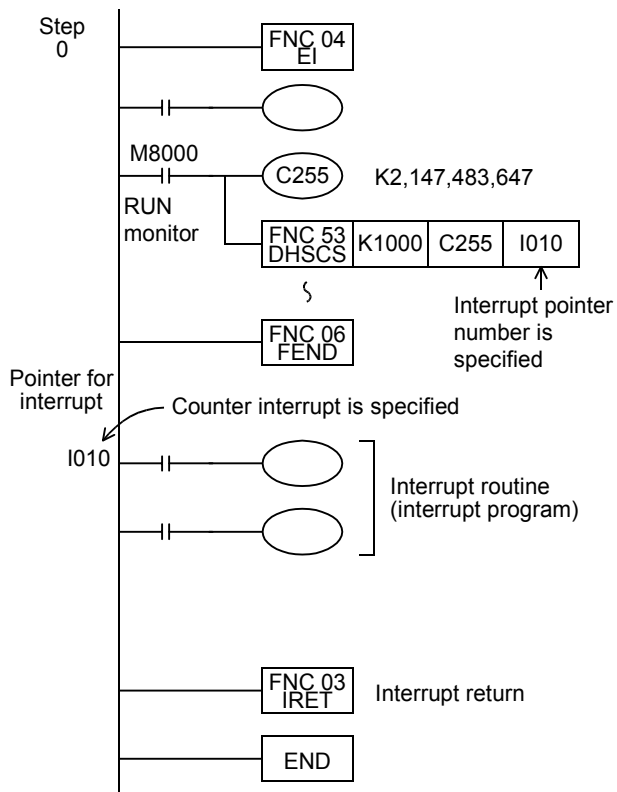 Step
0
FNC 04
EI
M8000
C255
K2,147,483,647
RUN
monitor
FNC 53
DHSCS
K1000
C255
I010
Interrupt pointer
number is
specified
FNC 06
FEND
Pointer for
interrupt
Counter interrupt is specified
I010
Interrupt routine
(interrupt program)
FNC 03
IRET
Interrupt return
END